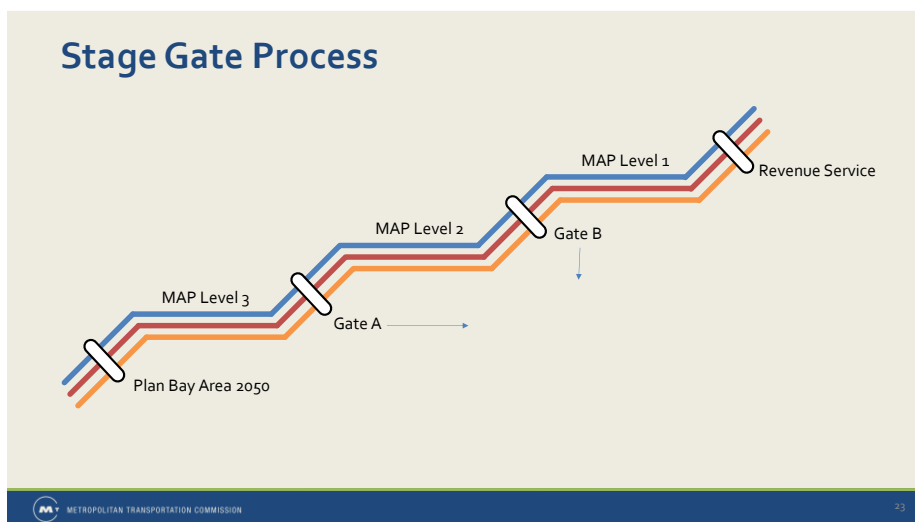 Stage Gate Process
MAP Level 1
Revenue Service
MAP Level 2
Gate B
MAP Level 3
Gate A
Plan Bay Area 2050
M
METROPOLITAN TRANSPORTATION COMMISSION
23